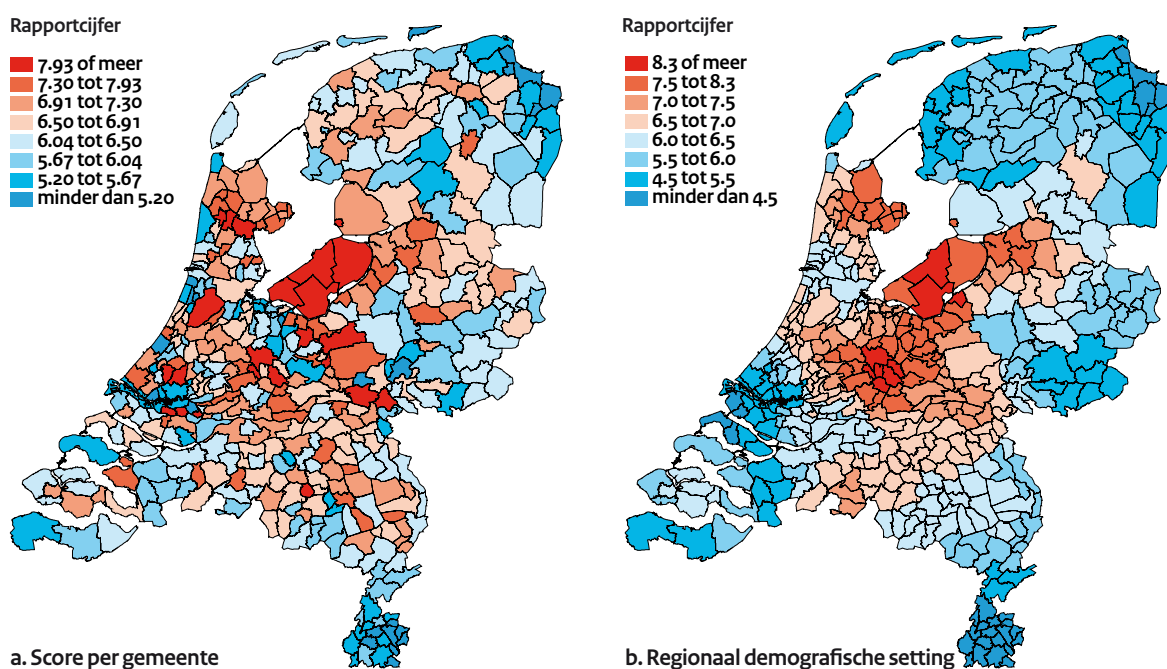 Rapportcijfer
7.93 of meer
7.30 tot 7.93
6.91 tot 7.30
6.50 tot 6.91
6.04 tot 6.50
5.67 tot 6.04
5.20 tot 5.67
minder dan 5.20
a. Score per gemeente
Rapportcijfer
8.3 of meer
7.5 tot 8.3
7.0 tot 7.5
6.5 tot 7.0
6.0 tot 6.5
5.5 tot 6.0
4.5 tot 5.5
minder dan 4.5
b. Regionaal demografische setting